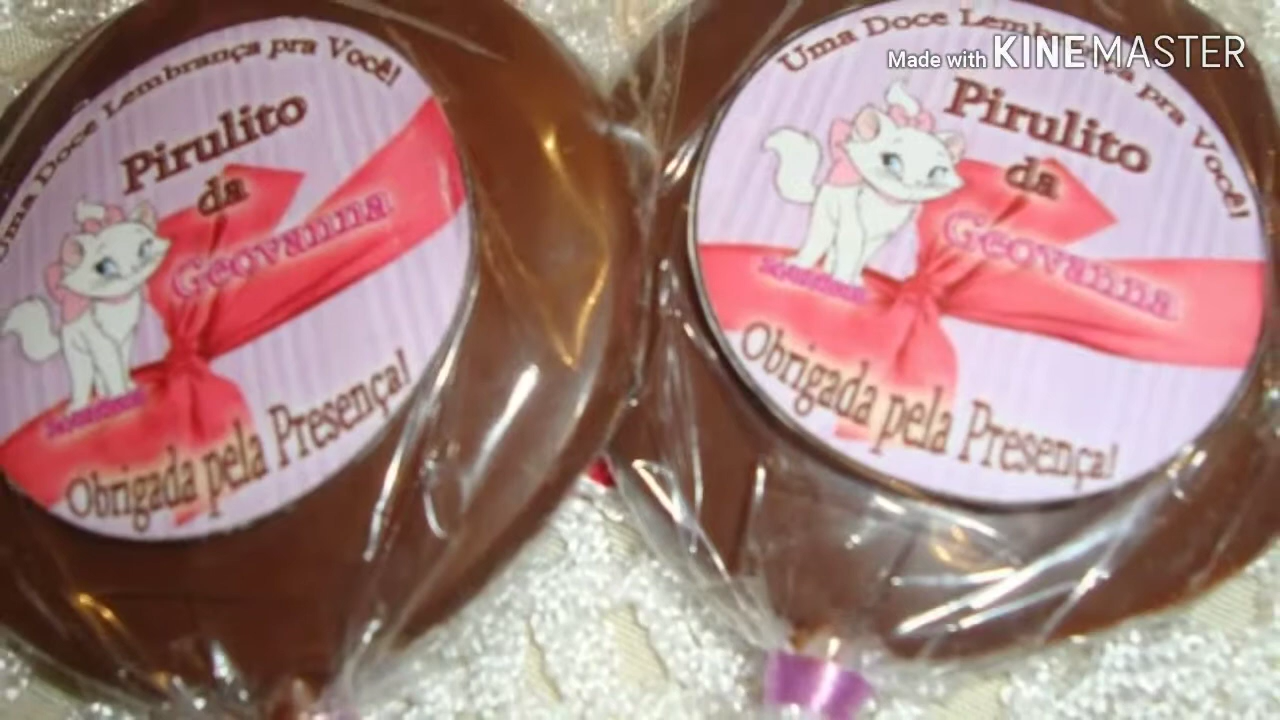 Uma Doce Lembrança pra Você!
Pirulito
da
Geovanna
Obrigada pela Presença!
Made with KINEMASTER
Uma Doce Lembrança pra Você!
Pirulito
da
Geovanna
Obrigada pela Presença!